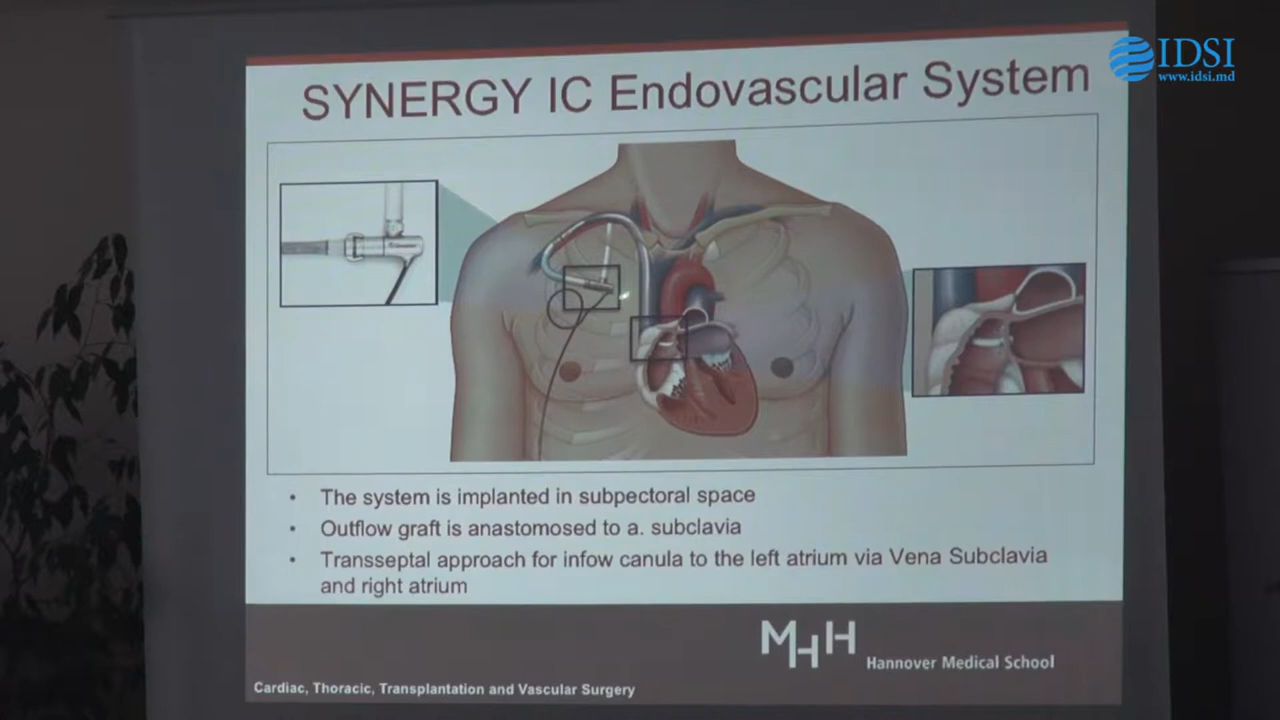 IDSI
www.idsi.md
SYNERGY IC Endovascular System
• The system is implanted in subpectoral space
• Outflow graft is anastomosed to a. subclavia
• Transseptal approach for infow canula to the left atrium via Vena Subclavia
and right atrium
MHH
Hannover Medical School
Cardiac, Thoracic, Transplantation and Vascular Surgery